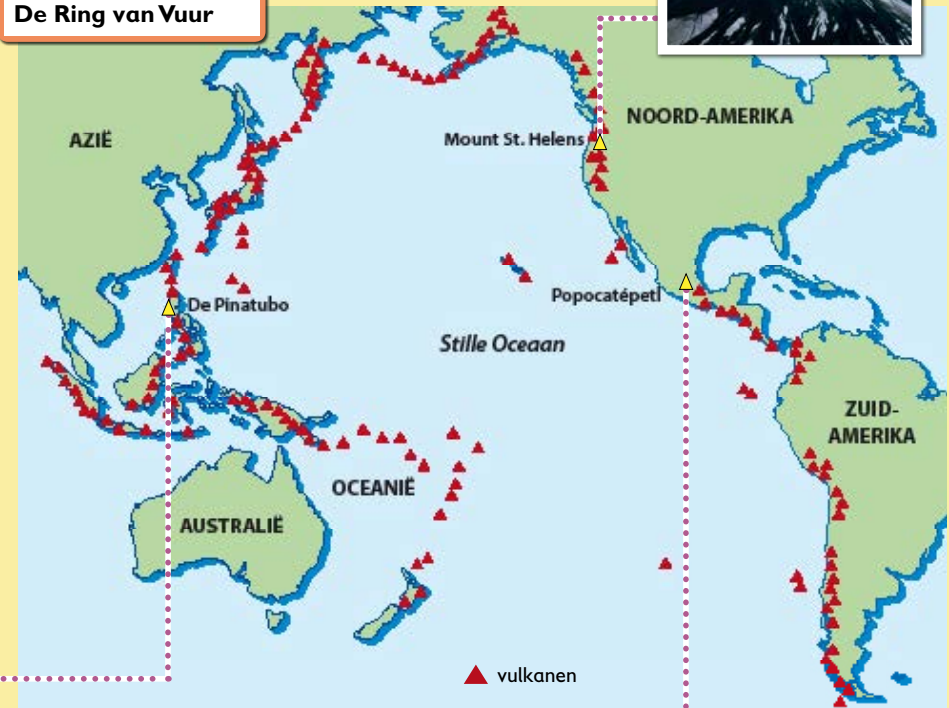 De Ring van Vuur
AZIË
NOORD-AMERIKA
Mount St. Helens
De Pinatubo
Popocatépetl
Stille Oceaan
ZUID-
AMERIKA
OCEANIË
AUSTRALIË
vulkanen